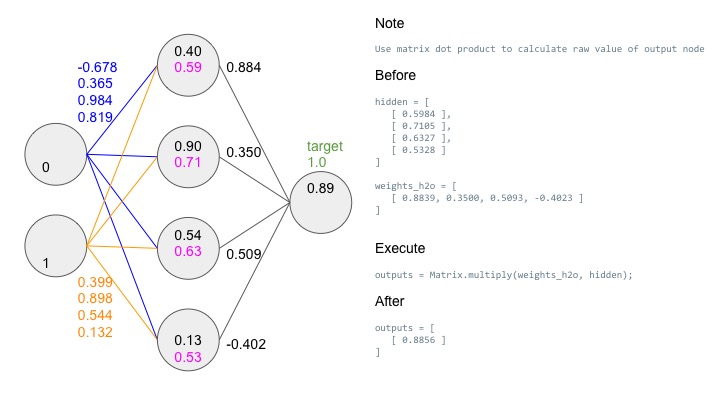 -0.678
0.365
0.984
0.819
0
1
0.399
0.898
0.544
0.132
0.40
0.59
0.90
0.71
0.54
0.63
0.13
0.53
0.884
0.350
0.509
-0.402
target
1.0
0.89
Note
Use matrix dot product to calculate raw value of output node
Before
hidden = [
[ 0.5984 ],
[ 0.7105 ],
[ 0.6327 ],
[ 0.5328 ]
]
weights_h2o = [
[ 0.8839, 0.3500, 0.5093, -0.4023 ]
]
Execute
outputs = Matrix.multiply(weights_h2o, hidden);
After
outputs = [
[ 0.8856 ]
]